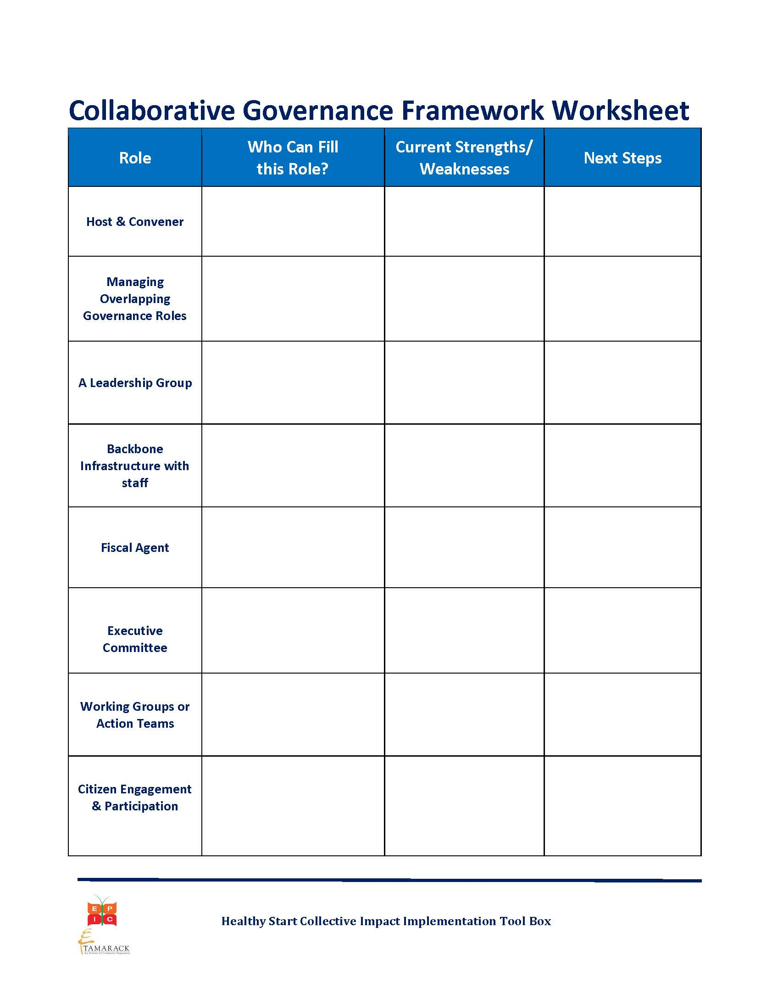 Collaborative Governance Framework Worksheet
Role
Who Can Fill
this Role?
Current Strengths/
Weaknesses
Next Steps
Host & Convener
Managing
Overlapping
Governance Roles
A Leadership Group
Backbone
Infrastructure with
staff
Fiscal Agent
Executive
Committee
Working Groups or
Action Teams
Citizen Engagement
& Participation
E P
I C
Healthy Start Collective Impact Implementation Tool Box
TAMARACK
An Institute for Community Engagement